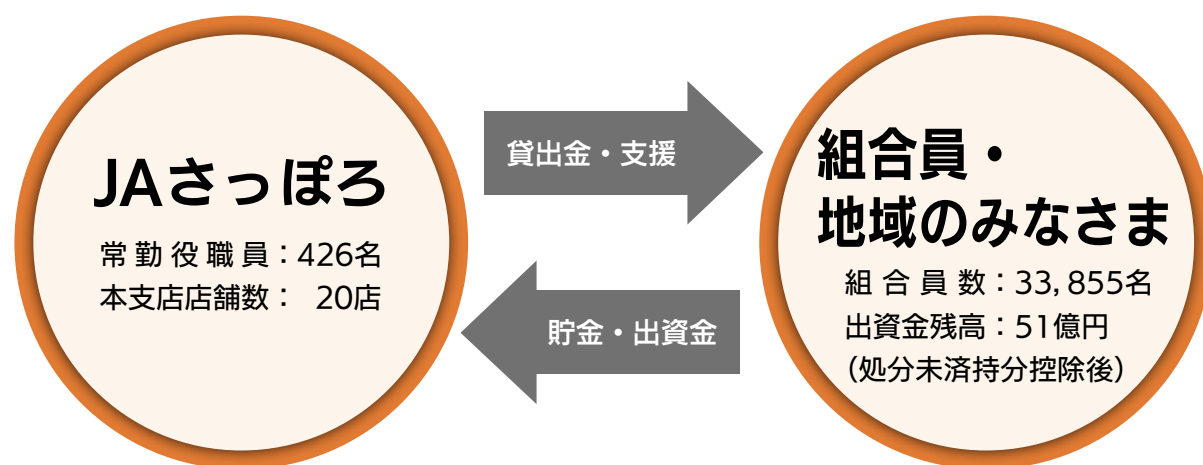 JAさっぽろ
常勤役職員：426名
本支店店舗数： 20店
貸出金・支援
貯金・出資金
組合員・
地域のみなさま
組合員数：33,855名
出資金残高：51億円
（処分未済持分控除後）